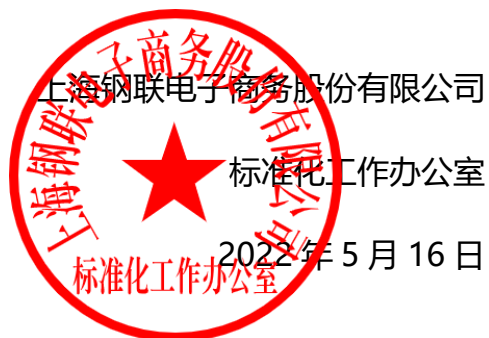 上海钢联电子商务股份有限公司
标准化工作办公室
2022 年 5 月 16 日
上海钢联电子商务股份有限公司
标准化工作办公室